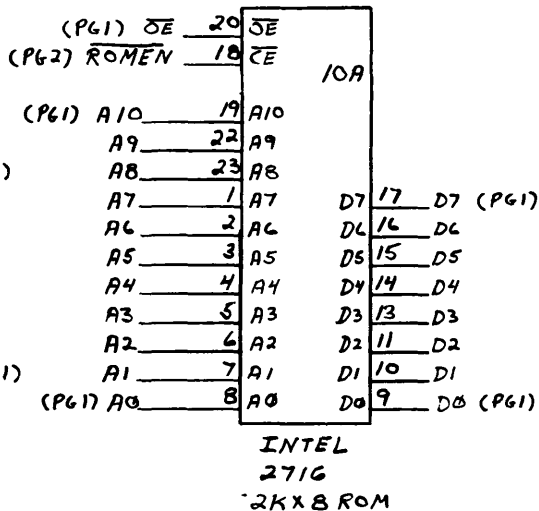 (PG1) OE 20 OE
(PG2) ROMEN 18 CE
10A
(PG1) A10 19 A10
A9 22 A9
) A8 23 A8
A7 1 A7 D7 17 D7 (PG1)
A6 2 A6 D6 16 D6
A5 3 A5 D5 15 D5
A4 4 A4 D4 14 D4
A3 5 A3 D3 13 D3
A2 6 A2 D2 11 D2
1) A1 7 A1 D1 10 D1
(PG1) A0 8 A0 D0 9 D0 (PG1)
INTEL
2716
2KX8 ROM